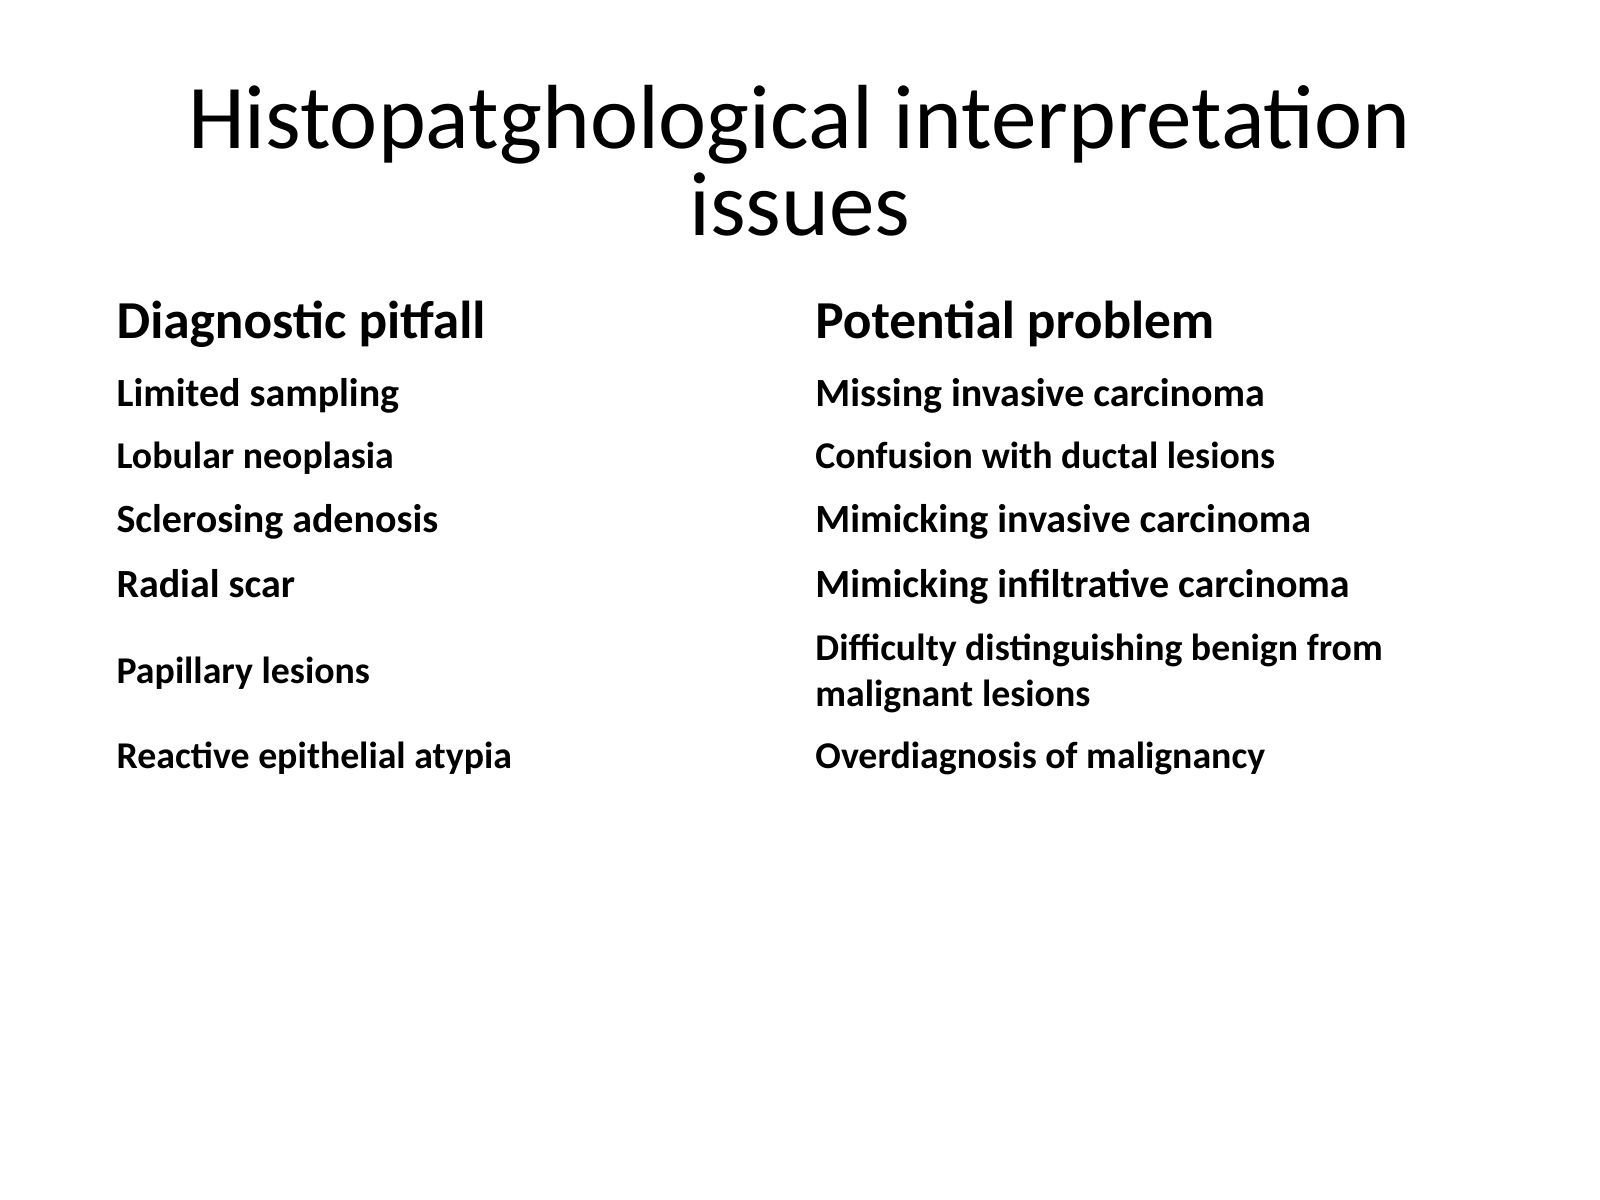 Histopatghological interpretation
issues
Diagnostic pitfall Potential problem
Limited sampling Missing invasive carcinoma
Lobular neoplasia Confusion with ductal lesions
Sclerosing adenosis Mimicking invasive carcinoma
Radial scar Mimicking infiltrative carcinoma
Papillary lesions Difficulty distinguishing benign from
malignant lesions
Reactive epithelial atypia Overdiagnosis of malignancy